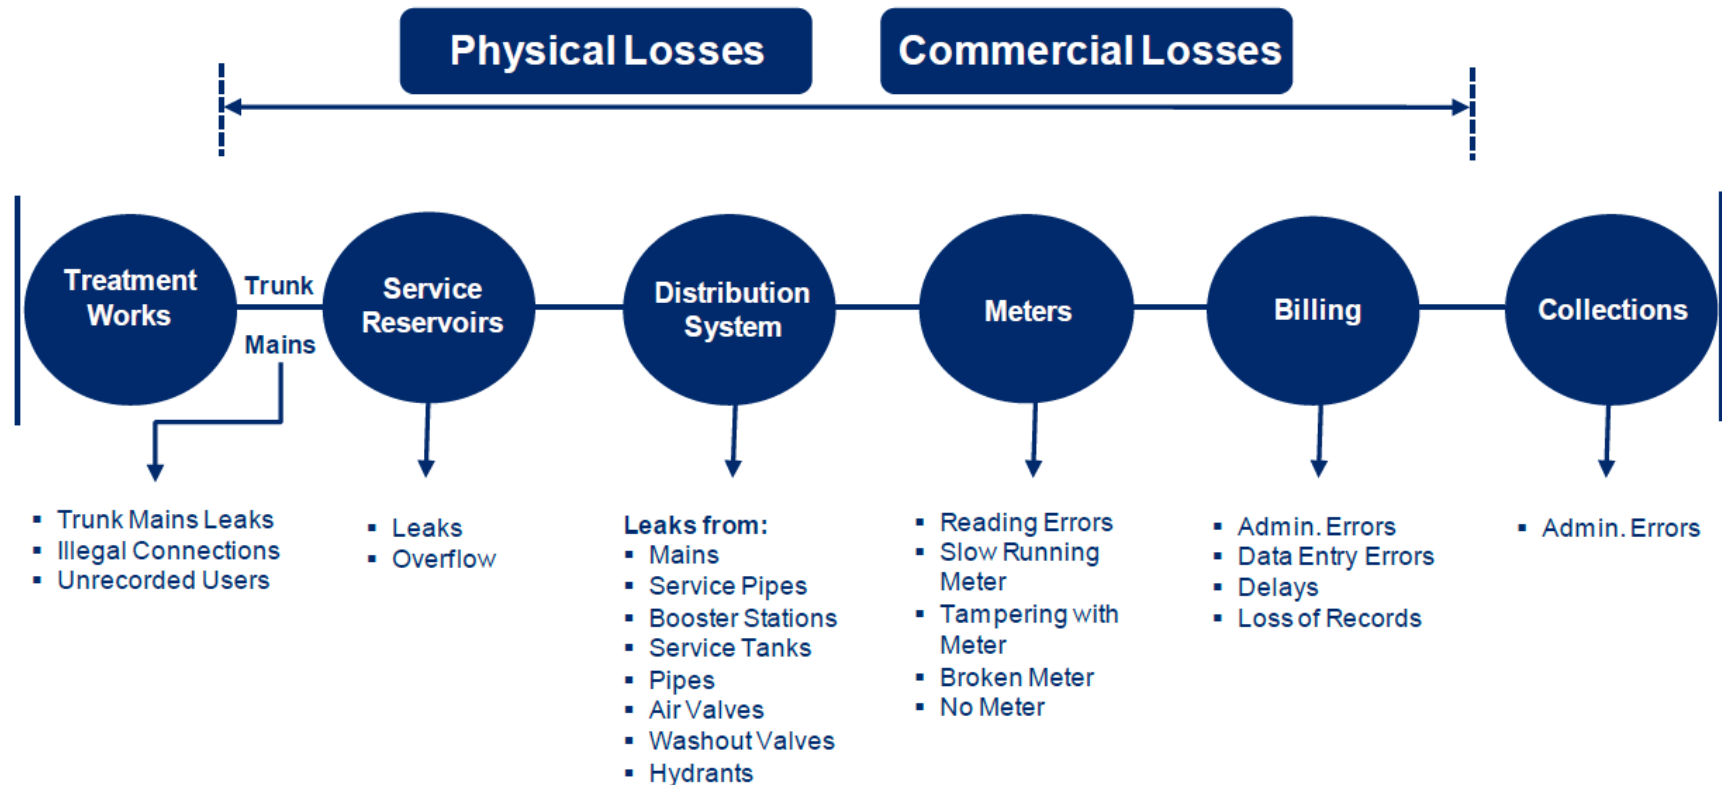 Physical Losses
Commercial Losses
Treatment
Works
Trunk
Mains
Service
Reservoirs
Distribution
System
Meters
Billing
Collections
▪ Trunk Mains Leaks
▪ Illegal Connections
▪ Unrecorded Users
▪ Leaks
▪ Overflow
Leaks from:
▪ Mains
▪ Service Pipes
▪ Booster Stations
▪ Service Tanks
▪ Pipes
▪ Air Valves
▪ Washout Valves
▪ Hydrants
▪ Reading Errors
▪ Slow Running
Meter
▪ Tampering with
Meter
▪ Broken Meter
▪ No Meter
▪ Admin. Errors
▪ Data Entry Errors
▪ Delays
▪ Loss of Records
▪ Admin. Errors